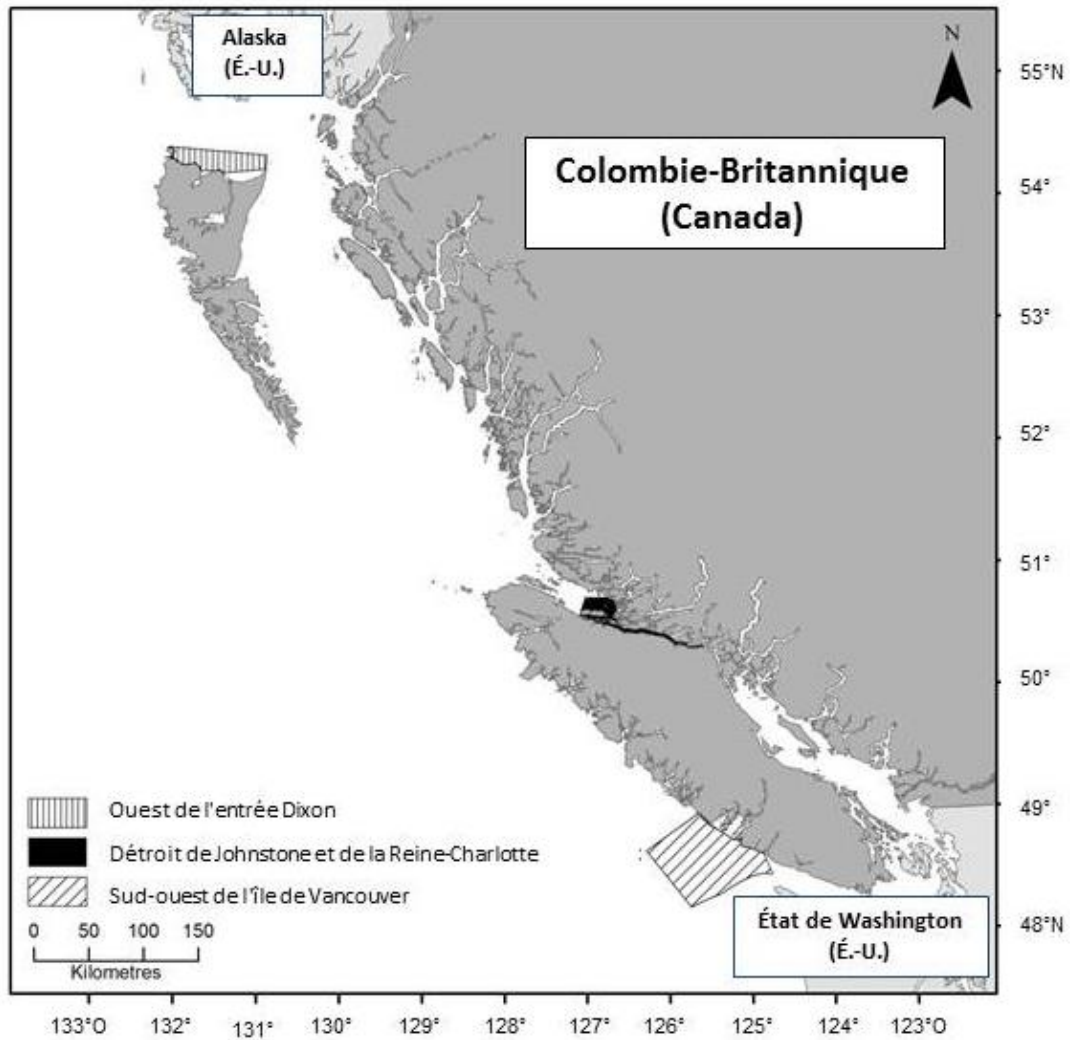 Alaska
(É.-U.)
N
55°N
Colombie-Britannique
(Canada)
54°
53°
52°
51°
50°
49°
48°N
Ouest de l'entrée Dixon
Détroit de Johnstone et de la Reine-Charlotte
Sud-ouest de l'île de Vancouver
0 50 100 150
Kilometres
État de Washington
(É.-U.)
133°O 132° 131° 130° 129° 128° 127° 126° 125° 124° 123°O